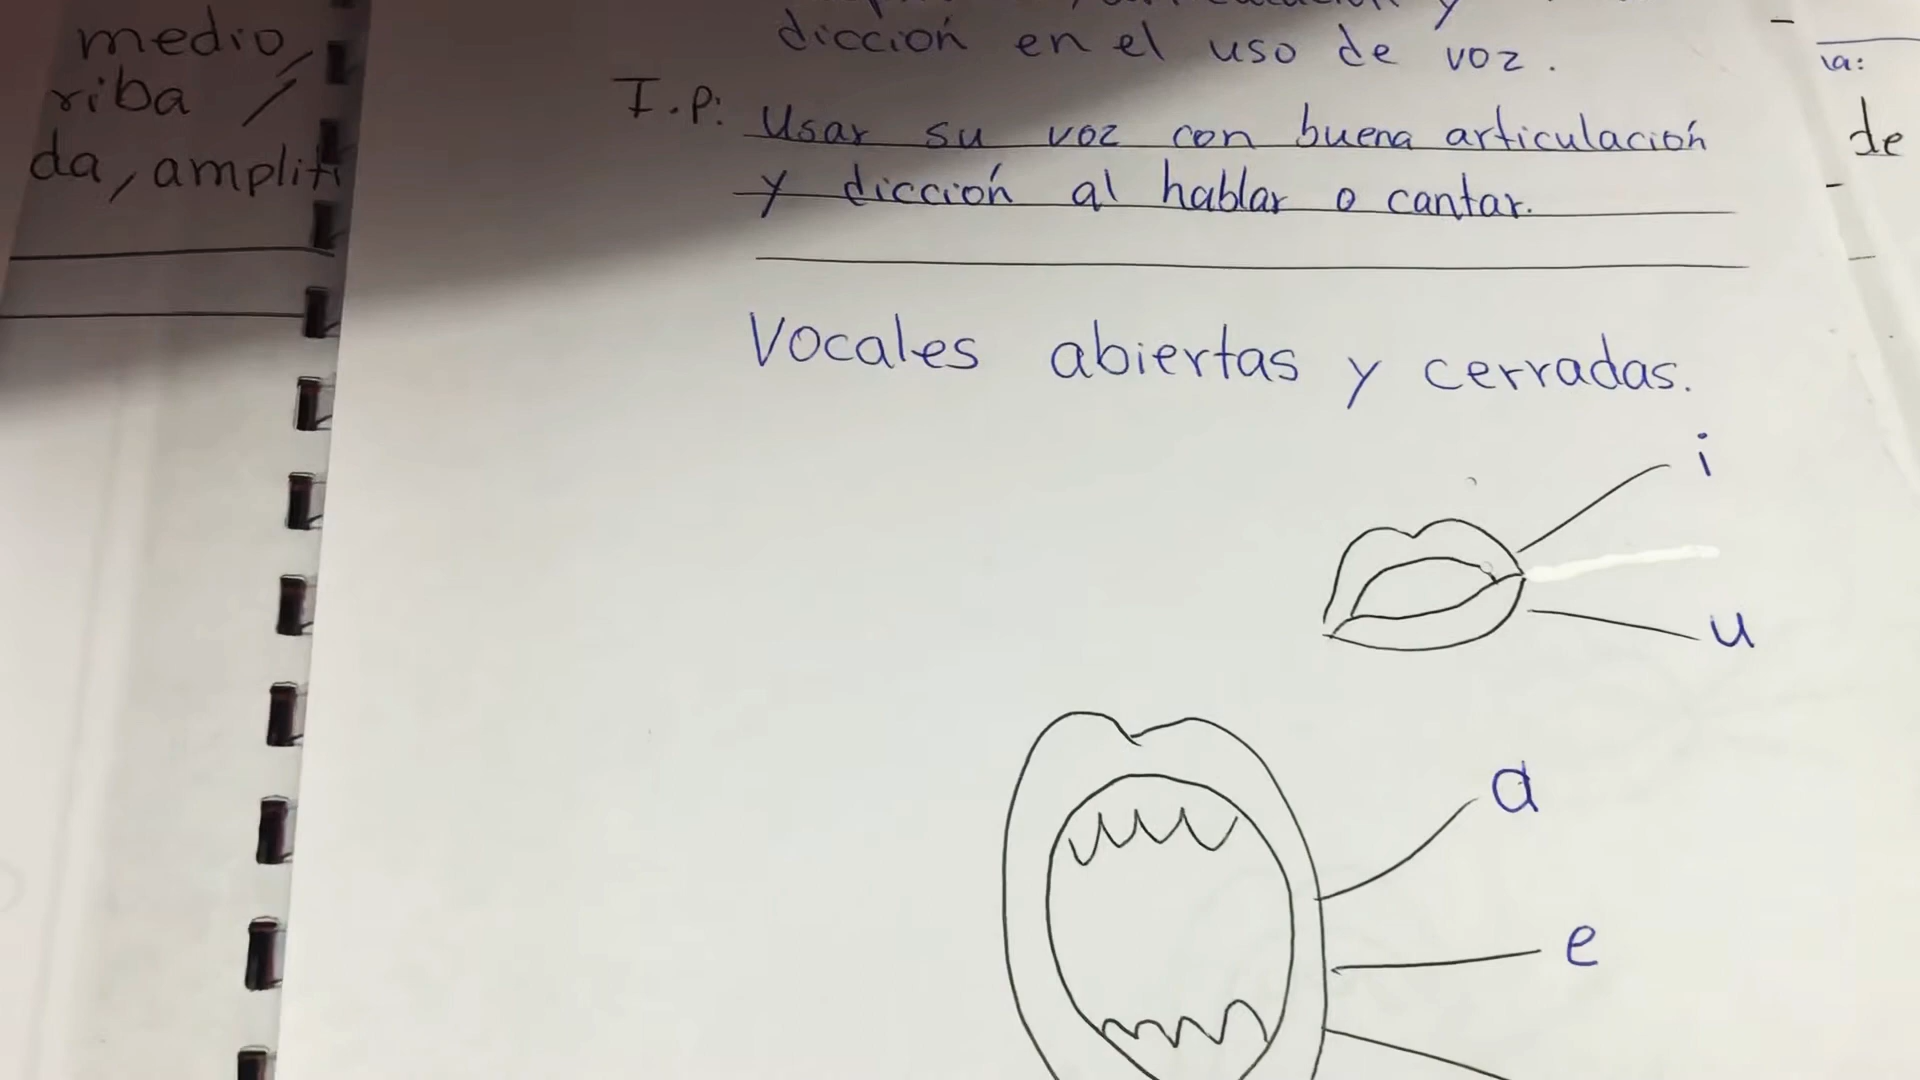 medio,
riba
da, amplifi
y
dicción en el uso de voz.
I.P: Usar su voz con buena articulación
y dicción al hablar o cantar.
Vocales abiertas y cerradas.
i
u
a
e
ia:
de